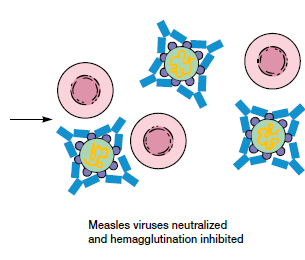 Measles viruses neutralized
and hemagglutination inhibited